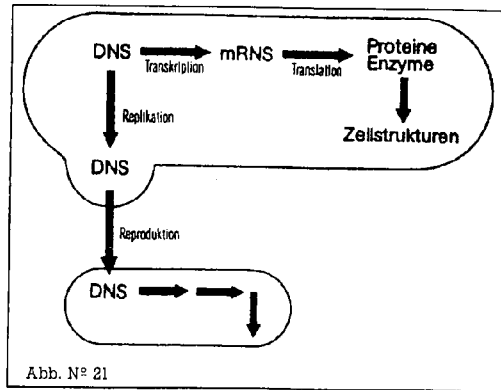 DNS Transkription mRNS Translation Proteine
Enzyme
Replikation
Zellstrukturen
DNS
Reproduktion
DNS
Abb. Nº 21